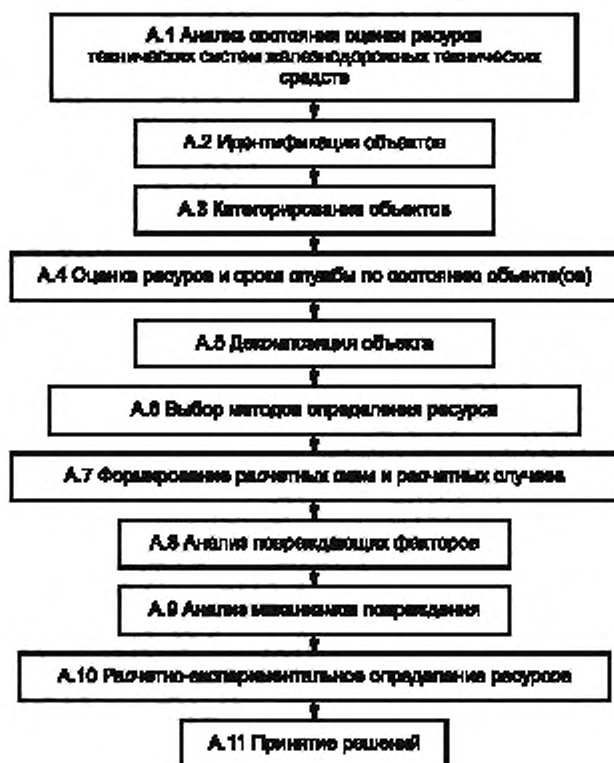 А.1 Анализ состояния оценки ресурсов
технических систем железнодорожных технических
средств
А.2 Идентификация объектов
А.3 Категорирование объектов
А.4 Оценка ресурса и срока службы по состоянию объекта(ов)
А.5 Декомпозиция объекта
А.6 Выбор методов определения ресурса
А.7 Формирование расчетных схем и расчетных случаев
А.8 Анализ повреждающих факторов
А.9 Анализ механизмов повреждения
А.10 Расчетно-экспериментальное определение ресурсов
А.11 Принятие решений